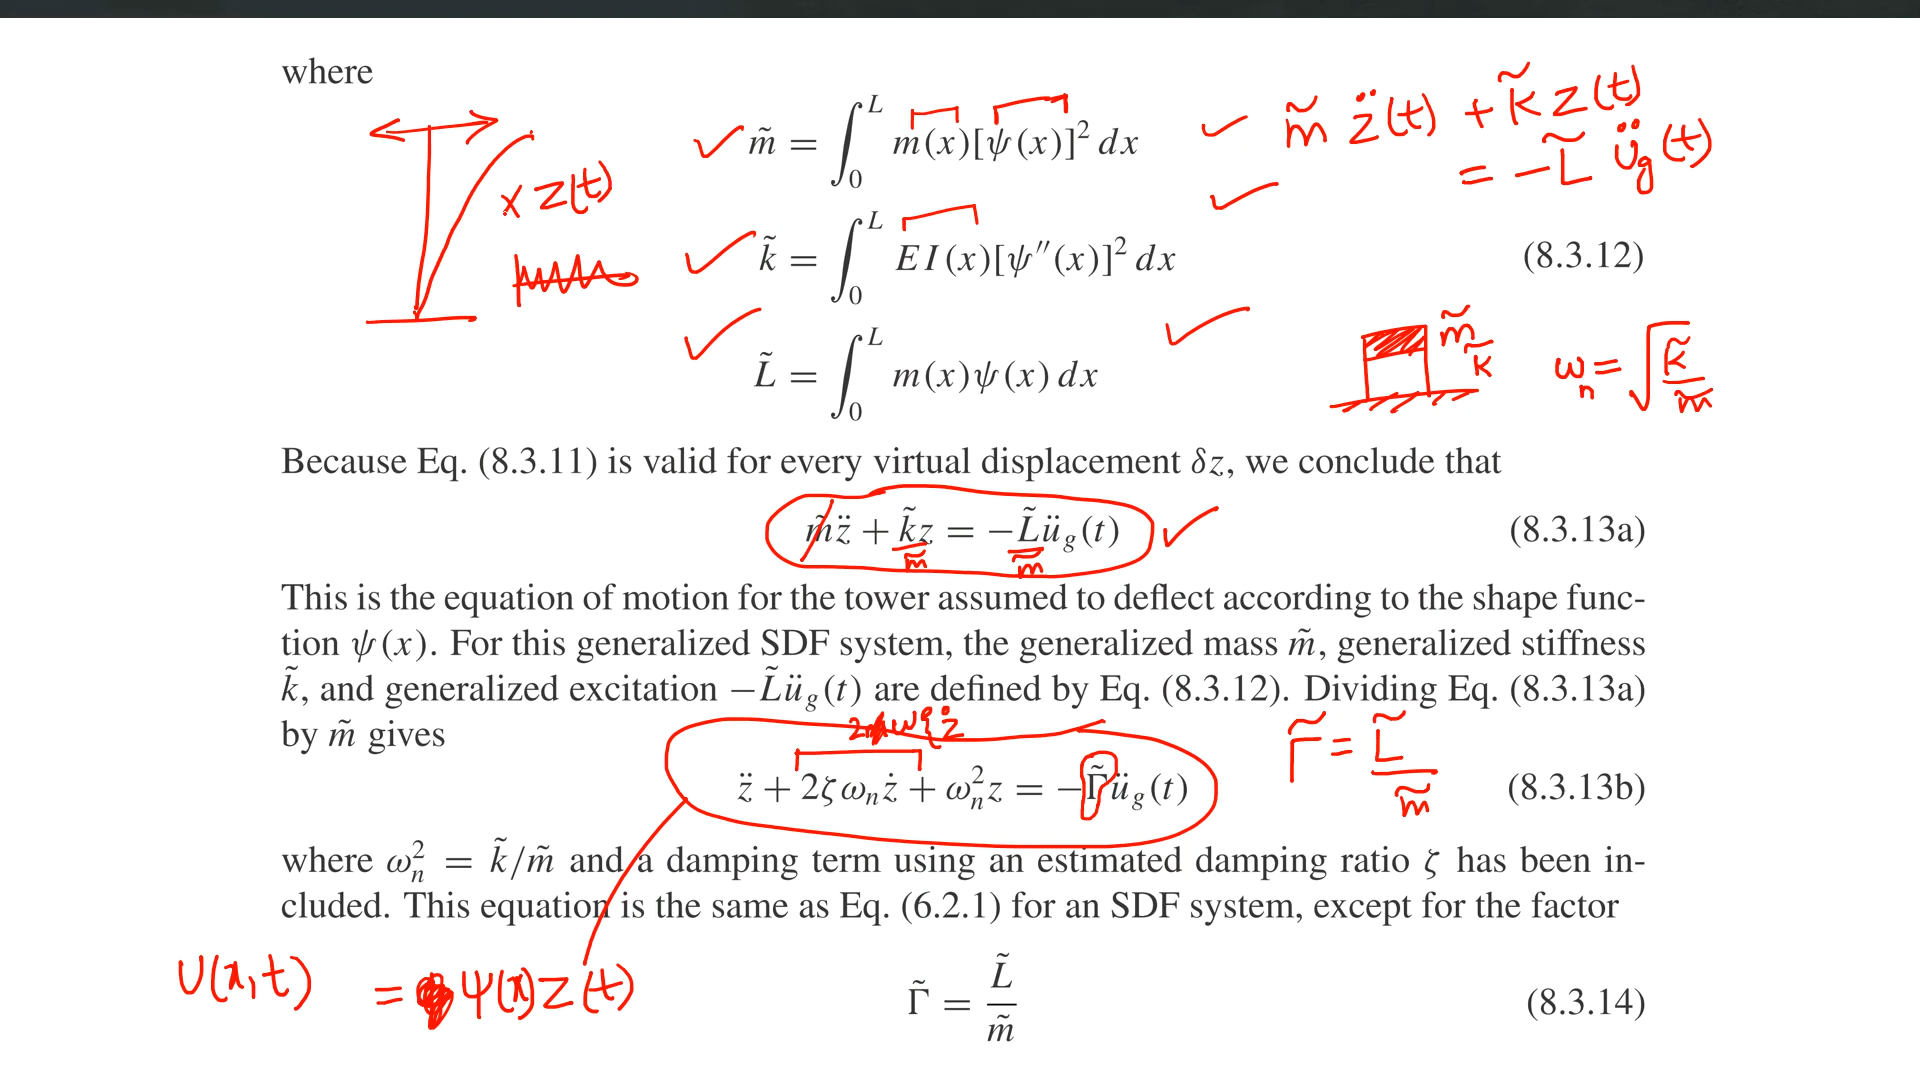 where
m̃ = ∫₀ᴸ m(x)[ψ(x)]² dx
m̃ z̈(t) + k̃ z(t)
= −L̃ üg(t)
x z(t)
k̃ = ∫₀ᴸ EI(x)[ψ″(x)]² dx (8.3.12)
L̃ = ∫₀ᴸ m(x)ψ(x) dx
m̃
k̃
ωn = √(k̃/m̃)
Because Eq. (8.3.11) is valid for every virtual displacement δz, we conclude that
m̃z̈ + k̃z = −L̃üg(t) (8.3.13a)
m̃ m̃
This is the equation of motion for the tower assumed to deflect according to the shape func-
tion ψ(x). For this generalized SDF system, the generalized mass m̃, generalized stiffness
k̃, and generalized excitation −L̃üg(t) are defined by Eq. (8.3.12). Dividing Eq. (8.3.13a)
by m̃ gives
Γ̃ = L̃/m̃
z̈ + 2ζωnż + ωn²z = −Γ̃üg(t) (8.3.13b)
where ωn² = k̃/m̃ and a damping term using an estimated damping ratio ζ has been in-
cluded. This equation is the same as Eq. (6.2.1) for an SDF system, except for the factor
u(x,t) = ψ(x) z(t)
Γ̃ = L̃/m̃ (8.3.14)